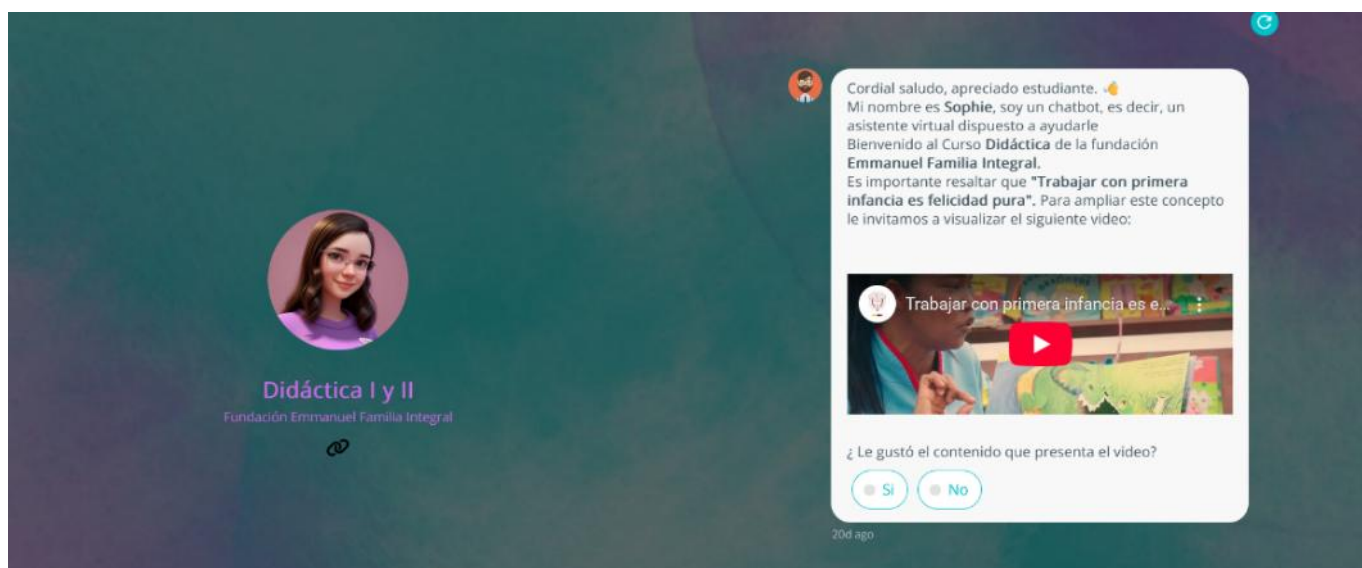 Cordial saludo, apreciado estudiante.
Mi nombre es Sophie, soy un chatbot, es decir, un
asistente virtual dispuesto a ayudarle
Bienvenido al Curso Didáctica de la fundación
Emmanuel Familia Integral.
Es importante resaltar que "Trabajar con primera
infancia es felicidad pura". Para ampliar este concepto
le invitamos a visualizar el siguiente video:
Trabajar con primera infancia es e...
¿ Le gustó el contenido que presenta el video?
Si
No
20d ago
Didáctica I y II
Fundación Emmanuel Familia Integral